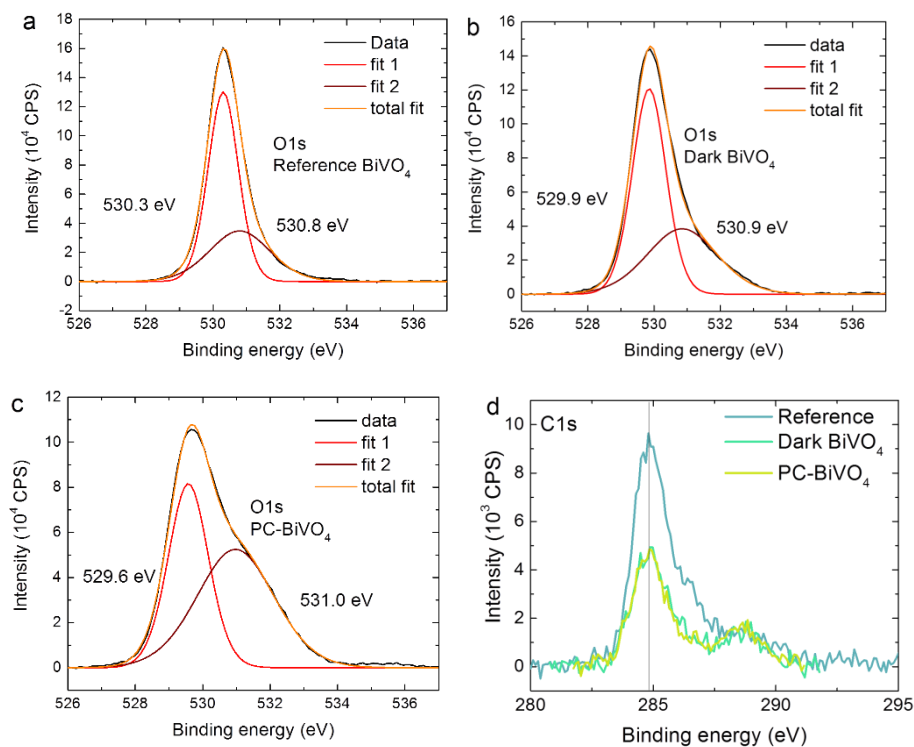 a
Intensity (10⁴ CPS)
18
16
14
12
10
8
6
4
2
0
-2
Data
fit 1
fit 2
total fit
O1s
Reference BiVO₄
530.3 eV
530.8 eV
526 528 530 532 534 536
Binding energy (eV)
b
Intensity (10⁴ CPS)
16
14
12
10
8
6
4
2
0
data
fit 1
fit 2
total fit
O1s
Dark BiVO₄
529.9 eV
530.9 eV
526 528 530 532 534 536
Binding energy (eV)
c
Intensity (10⁴ CPS)
12
10
8
6
4
2
0
data
fit 1
fit 2
total fit
O1s
PC-BiVO₄
529.6 eV
531.0 eV
526 528 530 532 534 536
Binding energy (eV)
d
Intensity (10³ CPS)
10
5
0
C1s
Reference
Dark BiVO₄
PC-BiVO₄
280 285 290 295
Binding energy (eV)